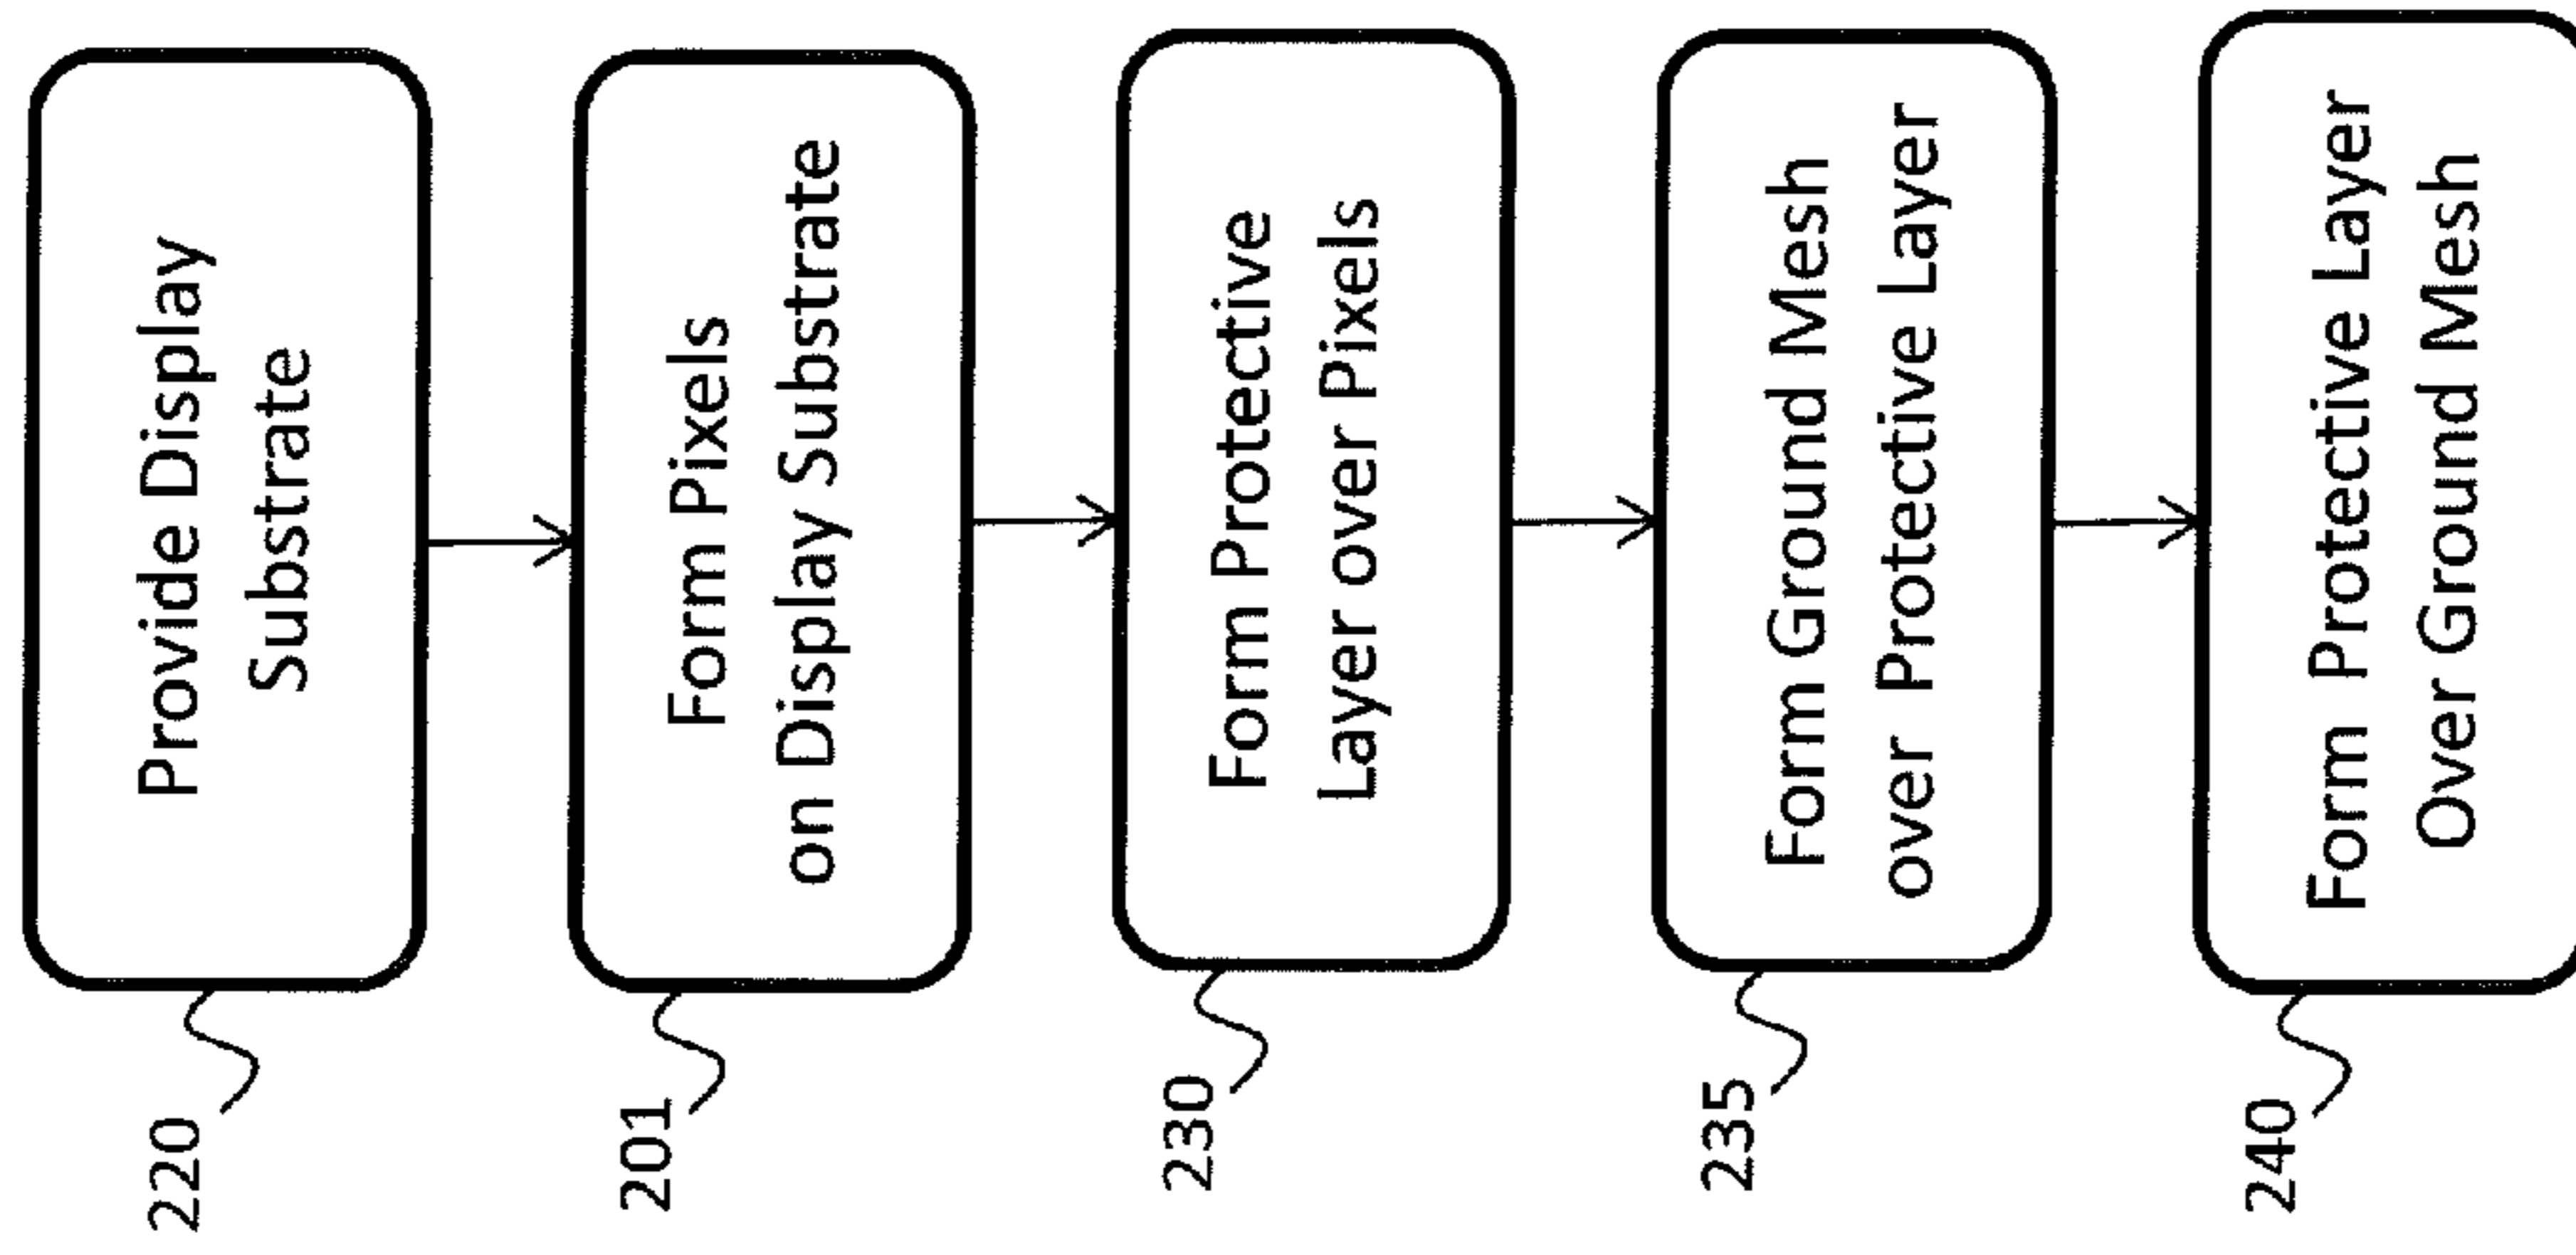 220
Provide Display
Substrate
201
Form Pixels
on Display Substrate
230
Form Protective
Layer over Pixels
235
Form Ground Mesh
over Protective Layer
240
Form Protective Layer
Over Ground Mesh